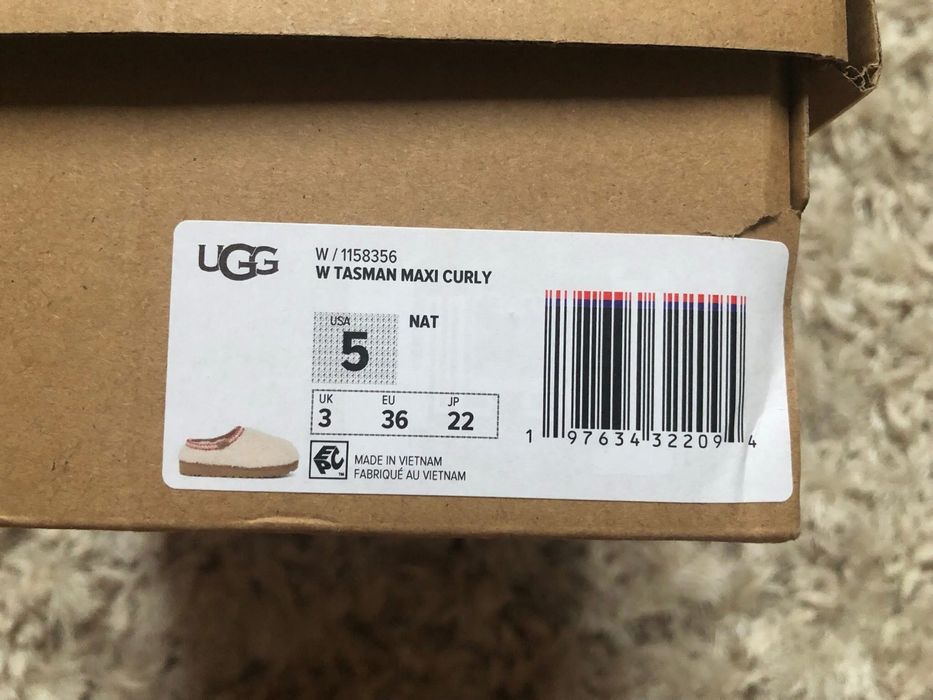 UGG
W / 1158356
W TASMAN MAXI CURLY
USA
5
NAT
UK EU JP
3 36 22
EPC™
MADE IN VIETNAM
FABRIQUÉ AU VIETNAM
1 97634 32209 4